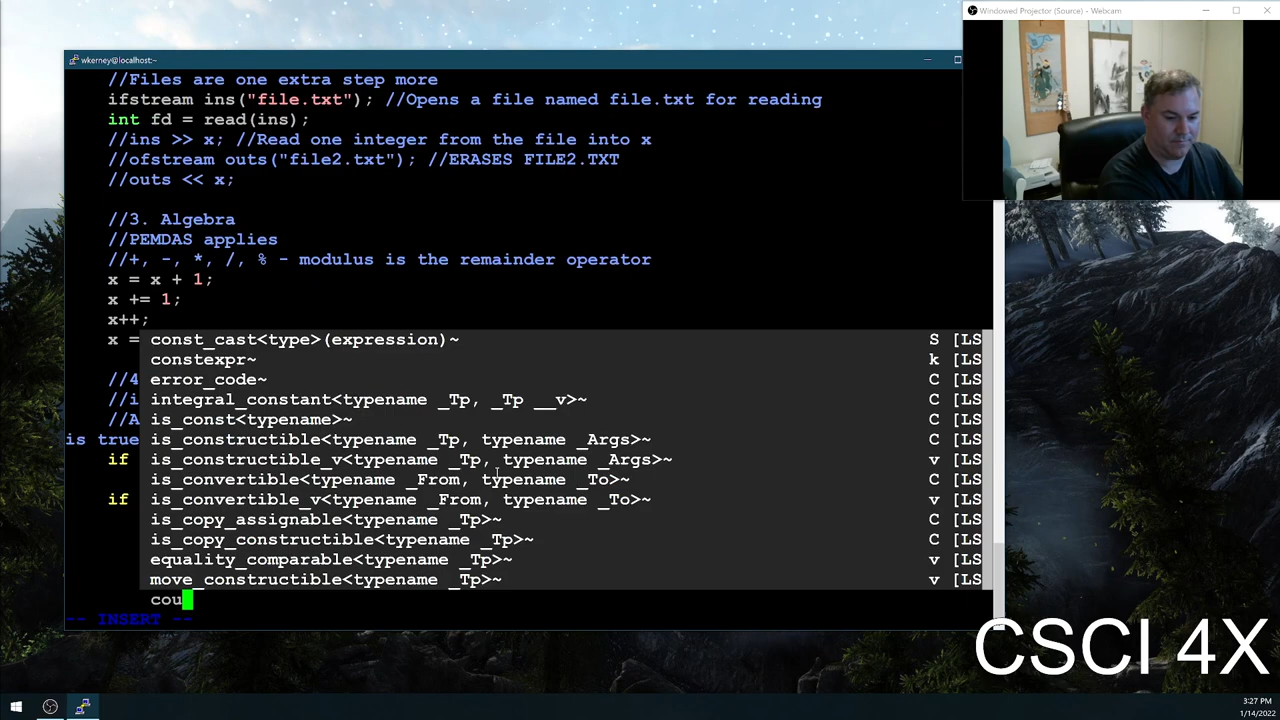 Windowed Projector (Source) - Webcam
wkerney@localhost:~
//Files are one extra step more
ifstream ins("file.txt"); //Opens a file named file.txt for reading
int fd = read(ins);
//ins >> x; //Read one integer from the file into x
//ofstream outs("file2.txt"); //ERASES FILE2.TXT
//outs << x;
//3. Algebra
//PEMDAS applies
//+, -, *, /, % - modulus is the remainder operator
x = x + 1;
x += 1;
x++;
x =
const_cast<type>(expression)~ S [LS
constexpr~ k [LS
//4 error_code~ C [LS
//i integral_constant<typename _Tp, _Tp __v>~ C [LS
//A is_const<typename>~ C [LS
is true is_constructible<typename _Tp, typename _Args>~ C [LS
if is_constructible_v<typename _Tp, typename _Args>~ v [LS
is_convertible<typename _From, typename _To>~ C [LS
if is_convertible_v<typename _From, typename _To>~ v [LS
is_copy_assignable<typename _Tp>~ C [LS
is_copy_constructible<typename _Tp>~ C [LS
equality_comparable<typename _Tp>~ v [LS
move_constructible<typename _Tp>~ v [LS
cou
-- INSERT --
CSCI 4X
3:27 PM
1/14/2022